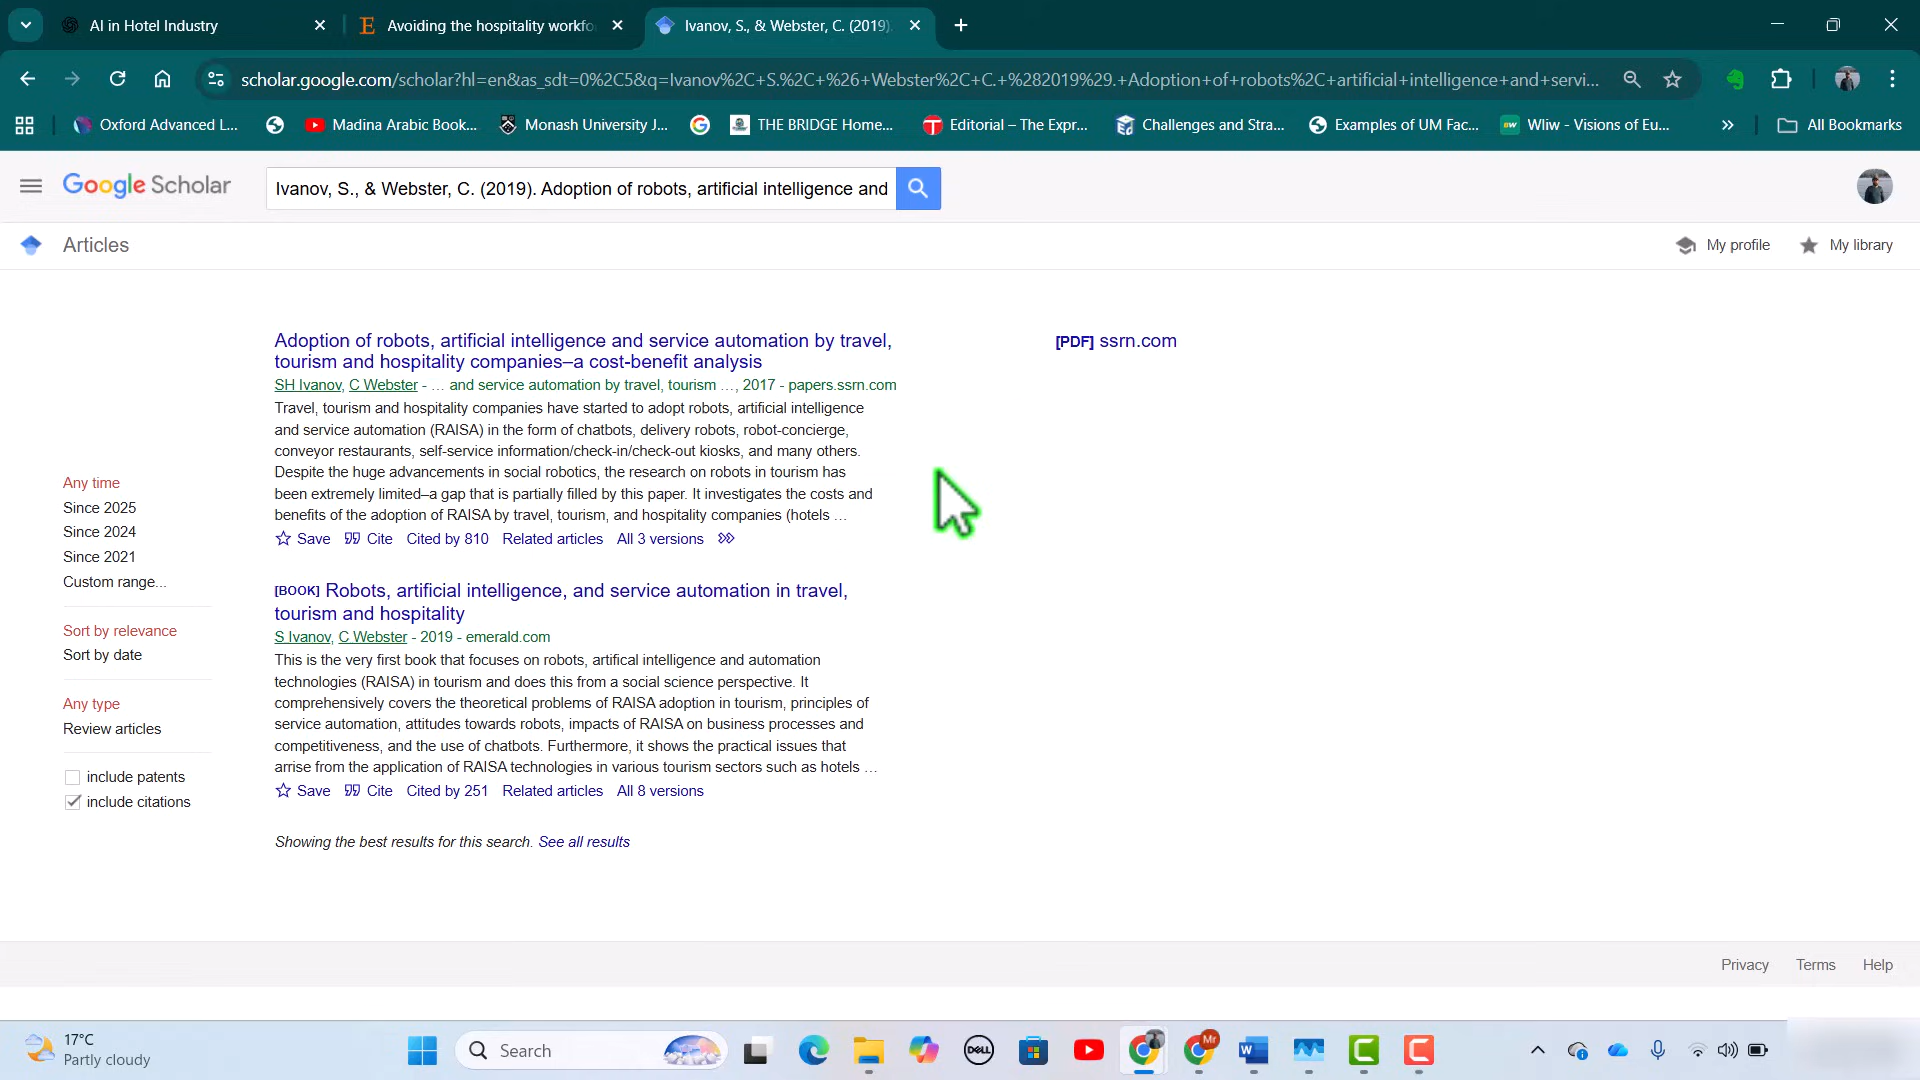 AI in Hotel Industry
Avoiding the hospitality workfo
Ivanov, S., & Webster, C. (2019).
scholar.google.com/scholar?hl=en&as_sdt=0%2C5&q=Ivanov%2C+S.%2C+%26+Webster%2C+C.+%282019%29.+Adoption+of+robots%2C+artificial+intelligence+and+servi...
Oxford Advanced L...
Madina Arabic Book...
Monash University J...
THE BRIDGE Home...
Editorial – The Expr...
Challenges and Stra...
Examples of UM Fac...
Wliw - Visions of Eu...
All Bookmarks
Google Scholar
Ivanov, S., & Webster, C. (2019). Adoption of robots, artificial intelligence and
Articles
My profile
My library
Adoption of robots, artificial intelligence and service automation by travel,
tourism and hospitality companies–a cost-benefit analysis
SH Ivanov, C Webster - … and service automation by travel, tourism …, 2017 - papers.ssrn.com
Travel, tourism and hospitality companies have started to adopt robots, artificial intelligence
and service automation (RAISA) in the form of chatbots, delivery robots, robot-concierge,
conveyor restaurants, self-service information/check-in/check-out kiosks, and many others.
Despite the huge advancements in social robotics, the research on robots in tourism has
been extremely limited–a gap that is partially filled by this paper. It investigates the costs and
benefits of the adoption of RAISA by travel, tourism, and hospitality companies (hotels …
Save Cite Cited by 810 Related articles All 3 versions
[PDF] ssrn.com
Any time
Since 2025
Since 2024
Since 2021
Custom range...
Sort by relevance
Sort by date
Any type
Review articles
include patents
include citations
[BOOK] Robots, artificial intelligence, and service automation in travel,
tourism and hospitality
S Ivanov, C Webster - 2019 - emerald.com
This is the very first book that focuses on robots, artifical intelligence and automation
technologies (RAISA) in tourism and does this from a social science perspective. It
comprehensively covers the theoretical problems of RAISA adoption in tourism, principles of
service automation, attitudes towards robots, impacts of RAISA on business processes and
competitiveness, and the use of chatbots. Furthermore, it shows the practical issues that
arrise from the application of RAISA technologies in various tourism sectors such as hotels …
Save Cite Cited by 251 Related articles All 8 versions
Showing the best results for this search. See all results
Privacy
Terms
Help
17°C
Partly cloudy
Search
DELL
Mr